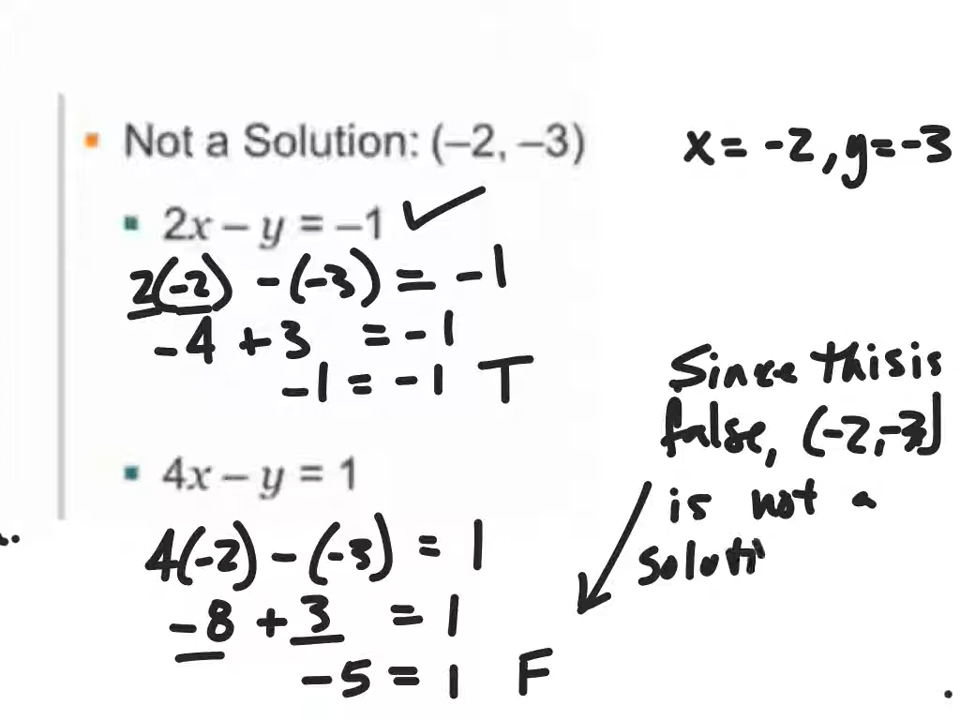 Not a Solution: (–2, –3)
x = -2, y = -3
2x – y = –1 ✓
2(-2) - (-3) = -1
-4 + 3 = -1
-1 = -1 T
4x – y = 1
4(-2) - (-3) = 1
-8 + 3 = 1
-5 = 1 F
Since this is
false, (-2,-3)
is not a
soluti